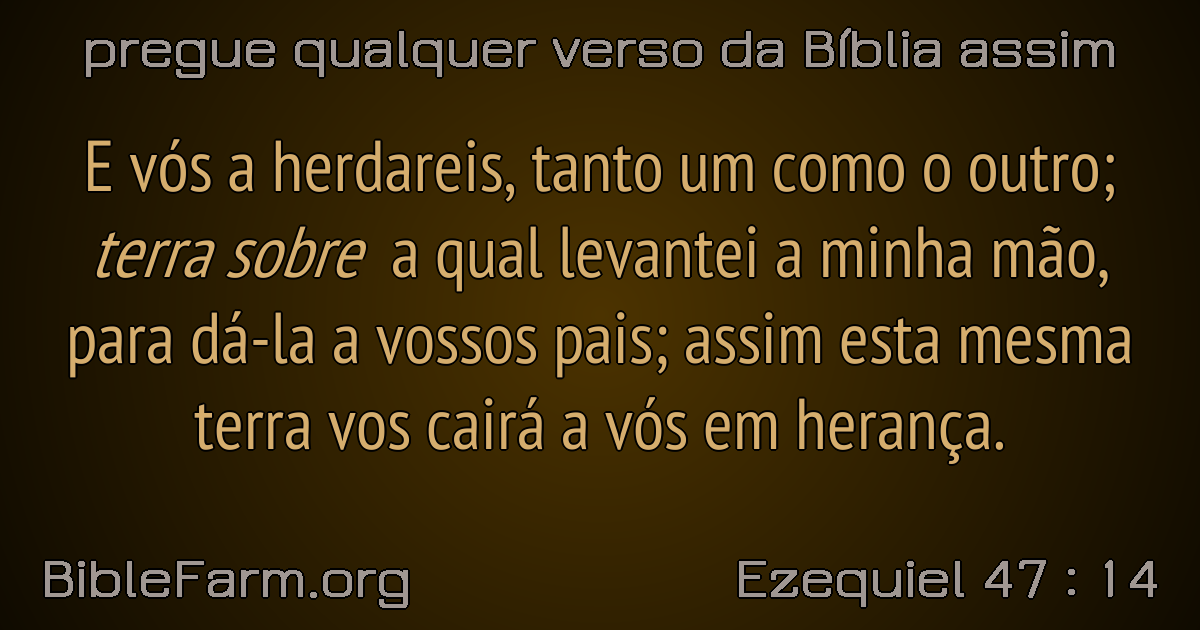 pregue qualquer verso da Bíblia assim
E vós a herdareis, tanto um como o outro;
terra sobre a qual levantei a minha mão,
para dá-la a vossos pais; assim esta mesma
terra vos cairá a vós em herança.
BibleFarm.org
Ezequiel 47 : 14